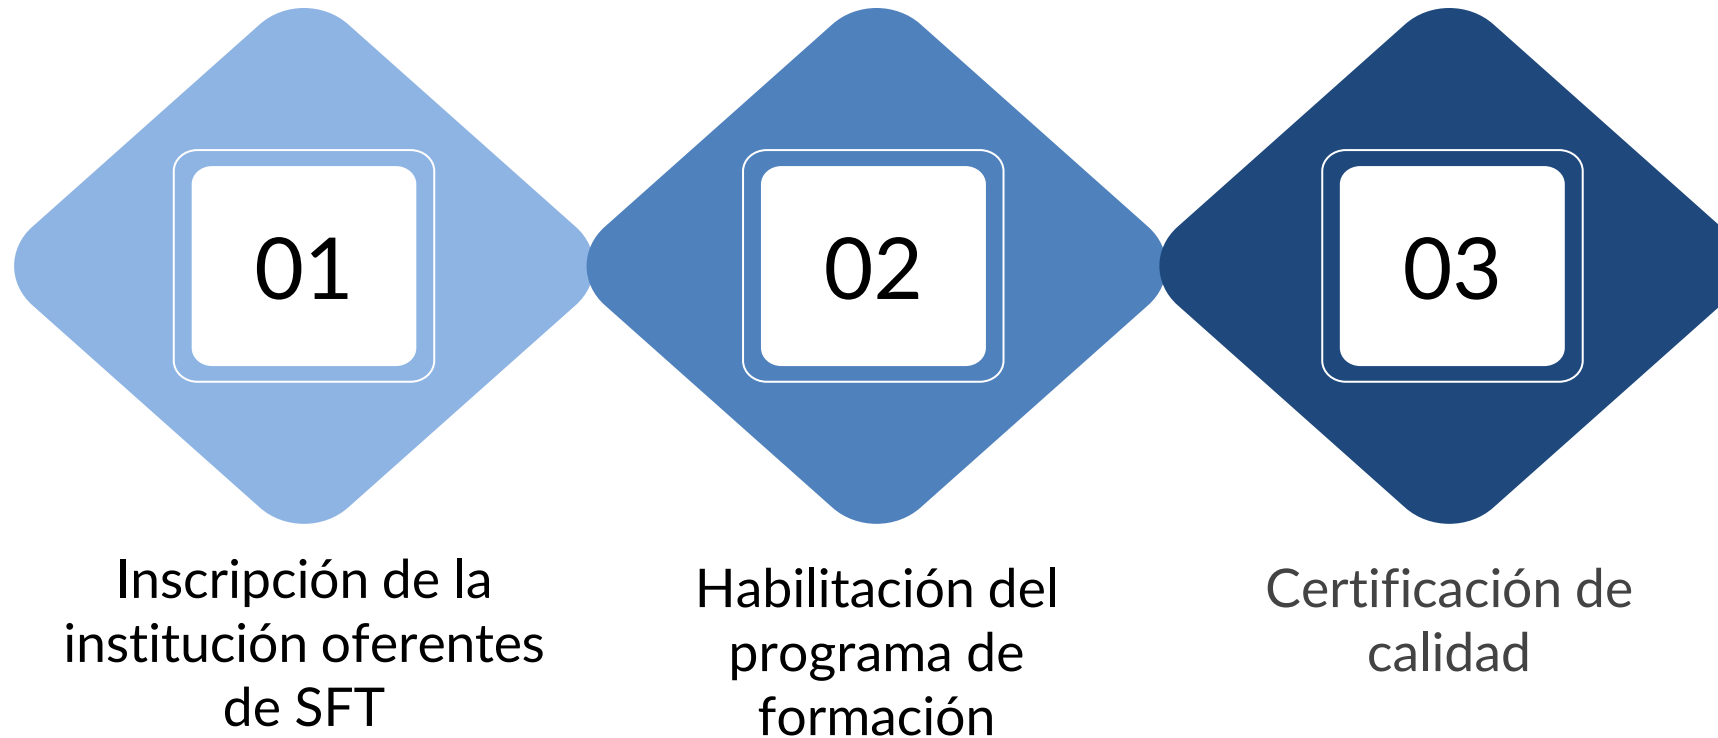 01
Inscripción de la
institución oferentes
de SFT
02
Habilitación del
programa de
formación
03
Certificación de
calidad